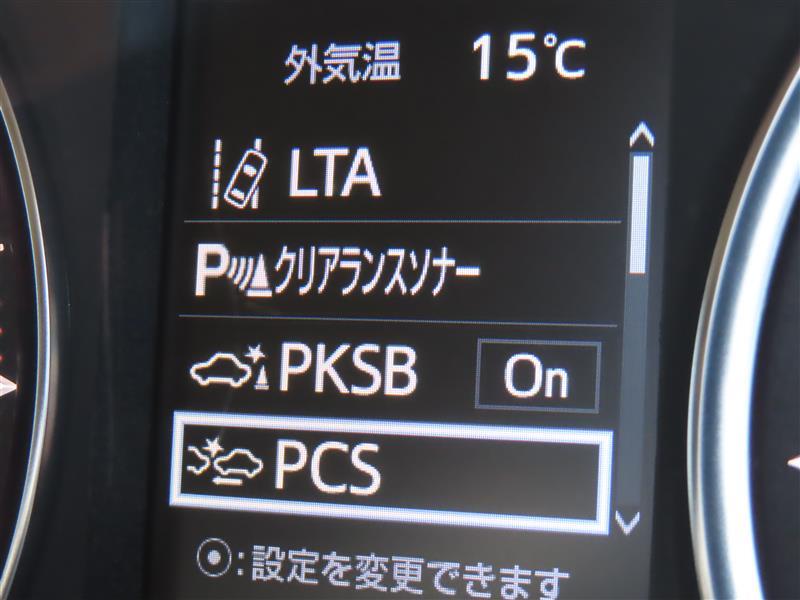 外気温 15℃
LTA
P クリアランスソナー
PKSB On
PCS
⦿:設定を変更できます